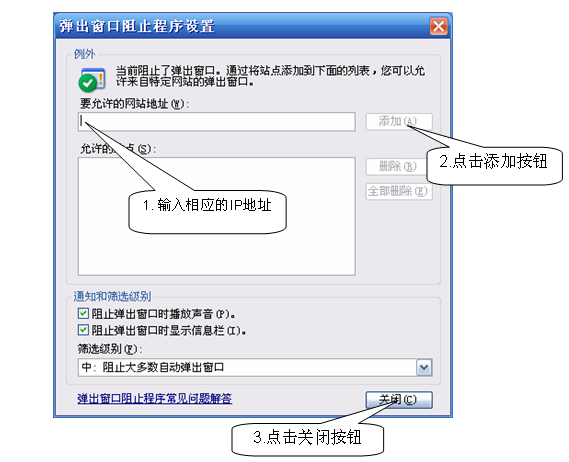 弹出窗口阻止程序设置
例外
当前阻止了弹出窗口。通过将站点添加到下面的列表，您可以允
许来自特定网站的弹出窗口。
要允许的网站地址(W):
添加(A)
2.点击添加按钮
允许的 点(S):
删除(R)
全部删除(E)
1.输入相应的IP地址
通知和筛选级别
阻止弹出窗口时播放声音(P)。
阻止弹出窗口时显示信息栏(I)。
筛选级别(F):
中: 阻止大多数自动弹出窗口
弹出窗口阻止程序常见问题解答
关闭(C)
3.点击关闭按钮